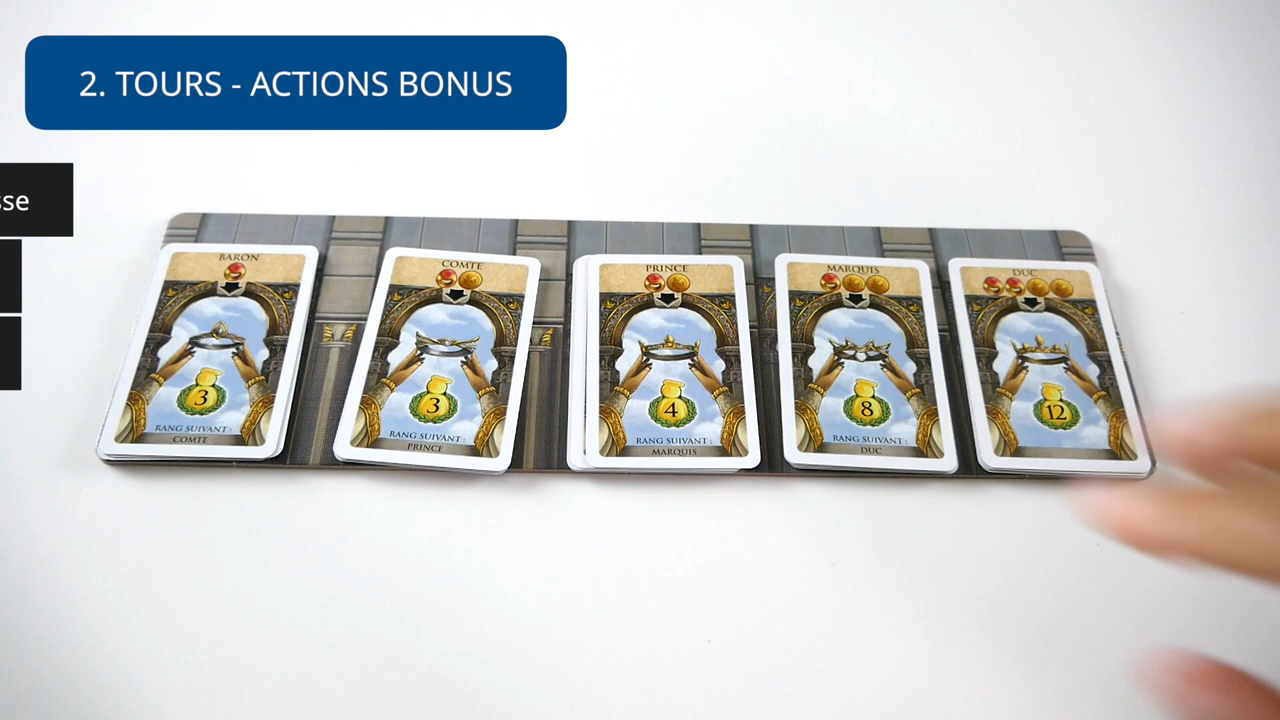 2. TOURS - ACTIONS BONUS
sse
BARON
3
RANG SUIVANT :
COMTE
COMTE
3
RANG SUIVANT :
PRINCE
PRINCE
4
RANG SUIVANT :
MARQUIS
MARQUIS
8
RANG SUIVANT :
DUC
DUC
12